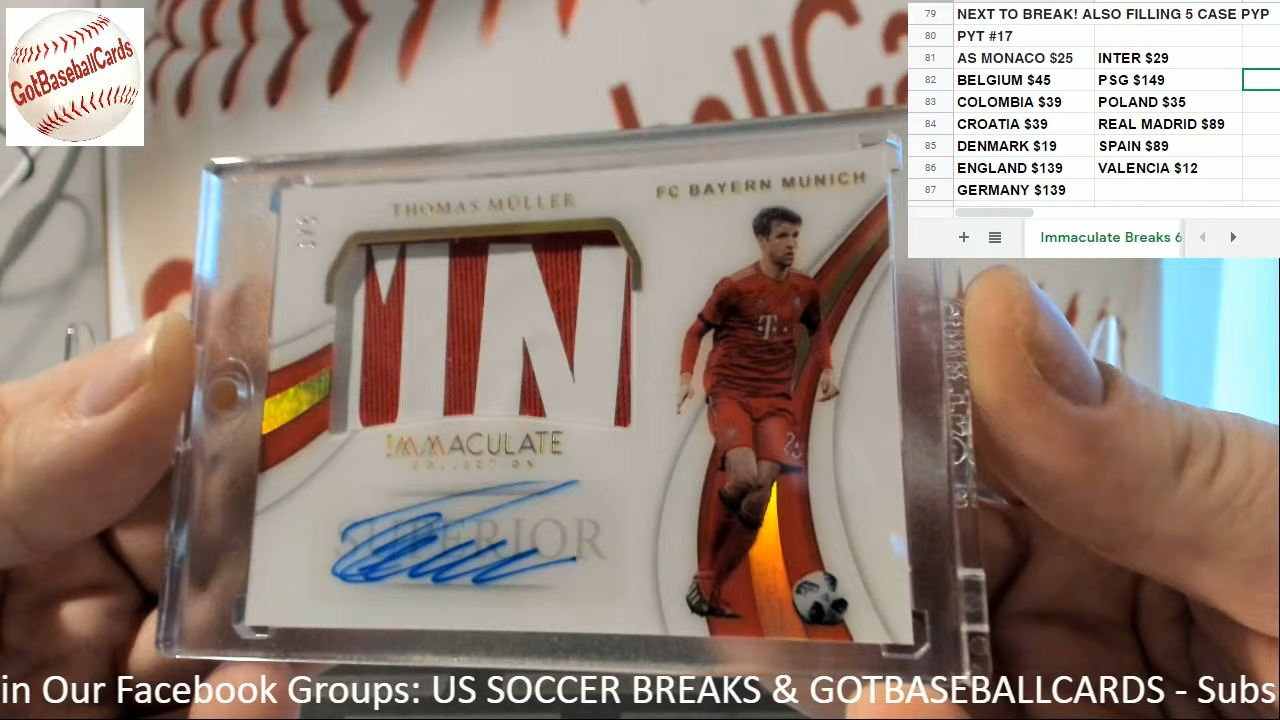 GotBaseballCards
79 NEXT TO BREAK! ALSO FILLING 5 CASE PYP
80 PYT #17
81 AS MONACO $25 INTER $29
82 BELGIUM $45 PSG $149
83 COLOMBIA $39 POLAND $35
84 CROATIA $39 REAL MADRID $89
85 DENMARK $19 SPAIN $89
86 ENGLAND $139 VALENCIA $12
87 GERMANY $139
Immaculate Breaks 6
THOMAS MÜLLER
FC BAYERN MUNICH
IN
IMMACULATE
COLLECTION
SUPERIOR
T
in Our Facebook Groups: US SOCCER BREAKS & GOTBASEBALLCARDS - Subs